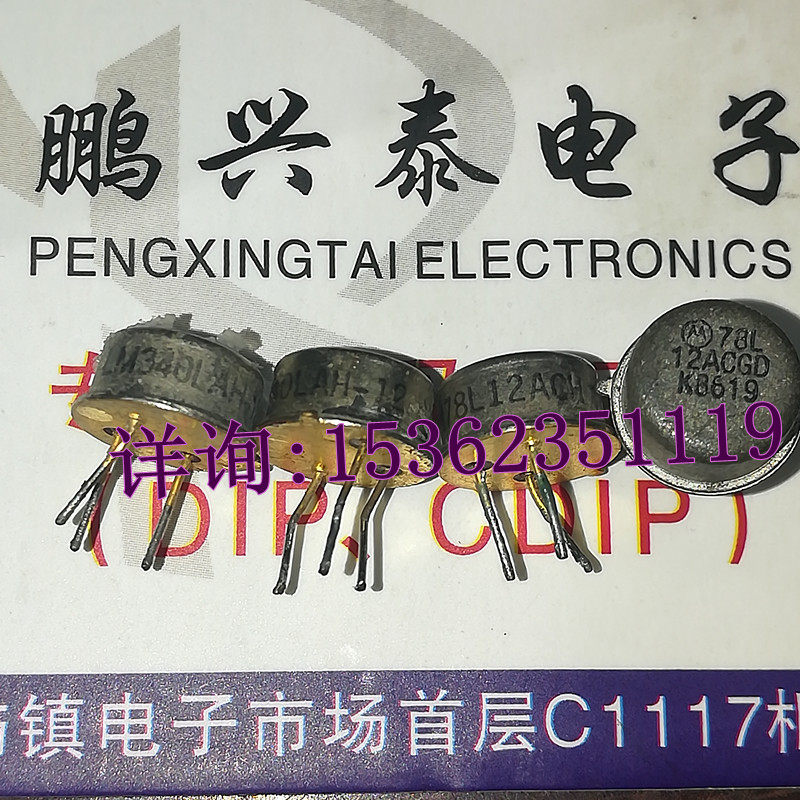 鹏兴泰电子
PENGXINGTAI ELECTRONICS
LM340LAH-
0LAH-12
78L12ACH
78L
12ACGD
K8619
详询:15362351119
(DIP、CDIP)
镇电子市场首层C1117